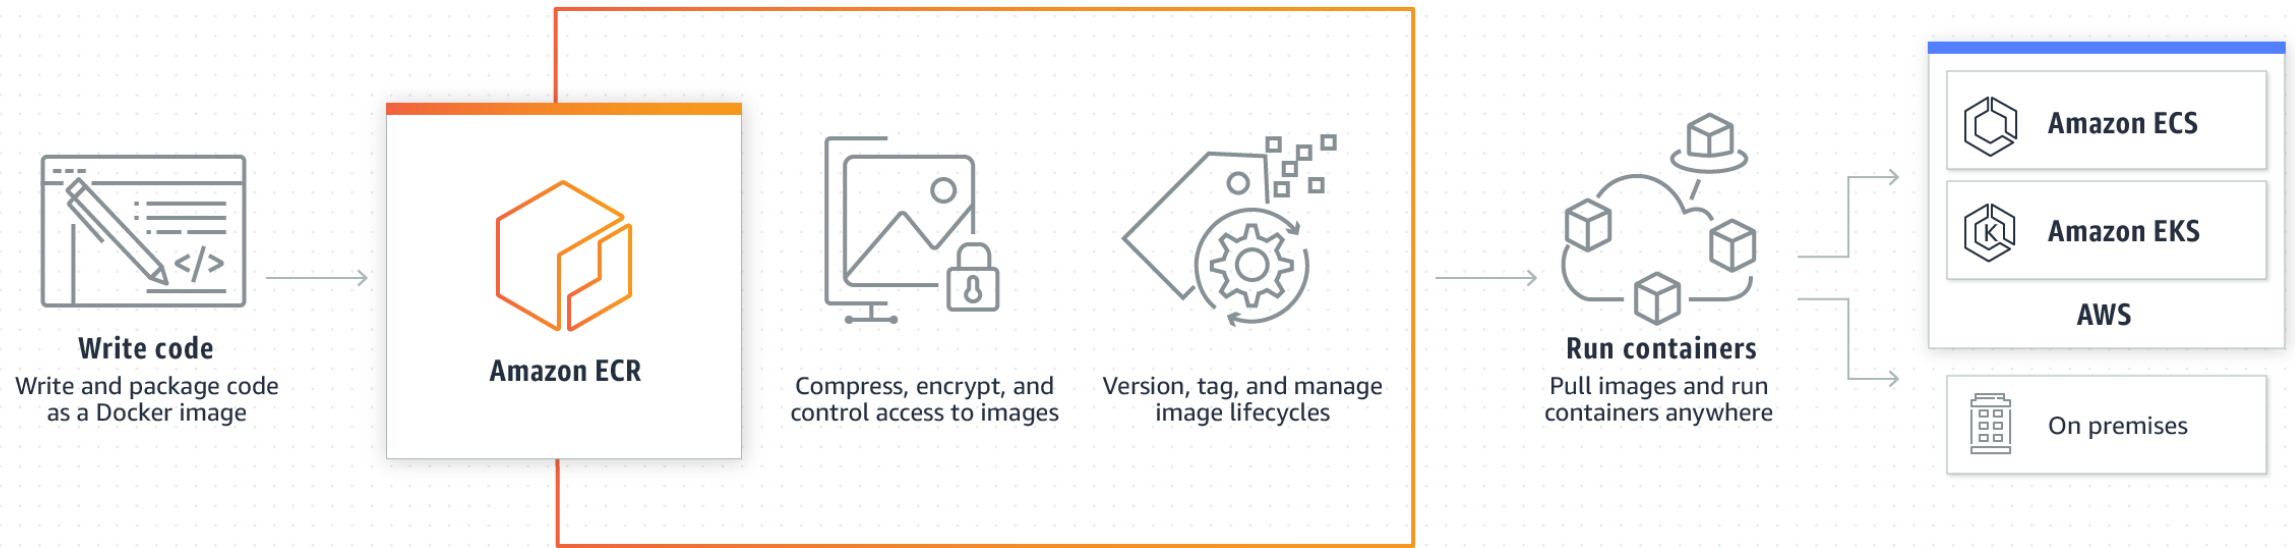 </>
Write code
Write and package code
as a Docker image
Amazon ECR
Compress, encrypt, and
control access to images
Version, tag, and manage
image lifecycles
Run containers
Pull images and run
containers anywhere
Amazon ECS
K
Amazon EKS
AWS
On premises